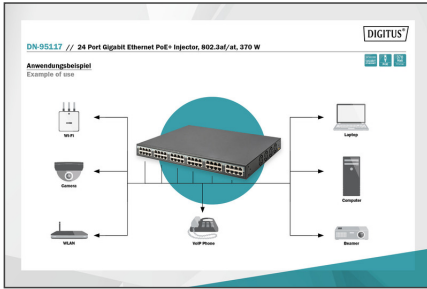 DIGITUS®
DN-95117 // 24 Port Gigabit Ethernet PoE+ Injector, 802.3af/at, 370 W
Anwendungsbeispiel
Example of use
Wi-Fi
Laptop
Camera
Computer
WLAN
VoIP Phone
Beamer